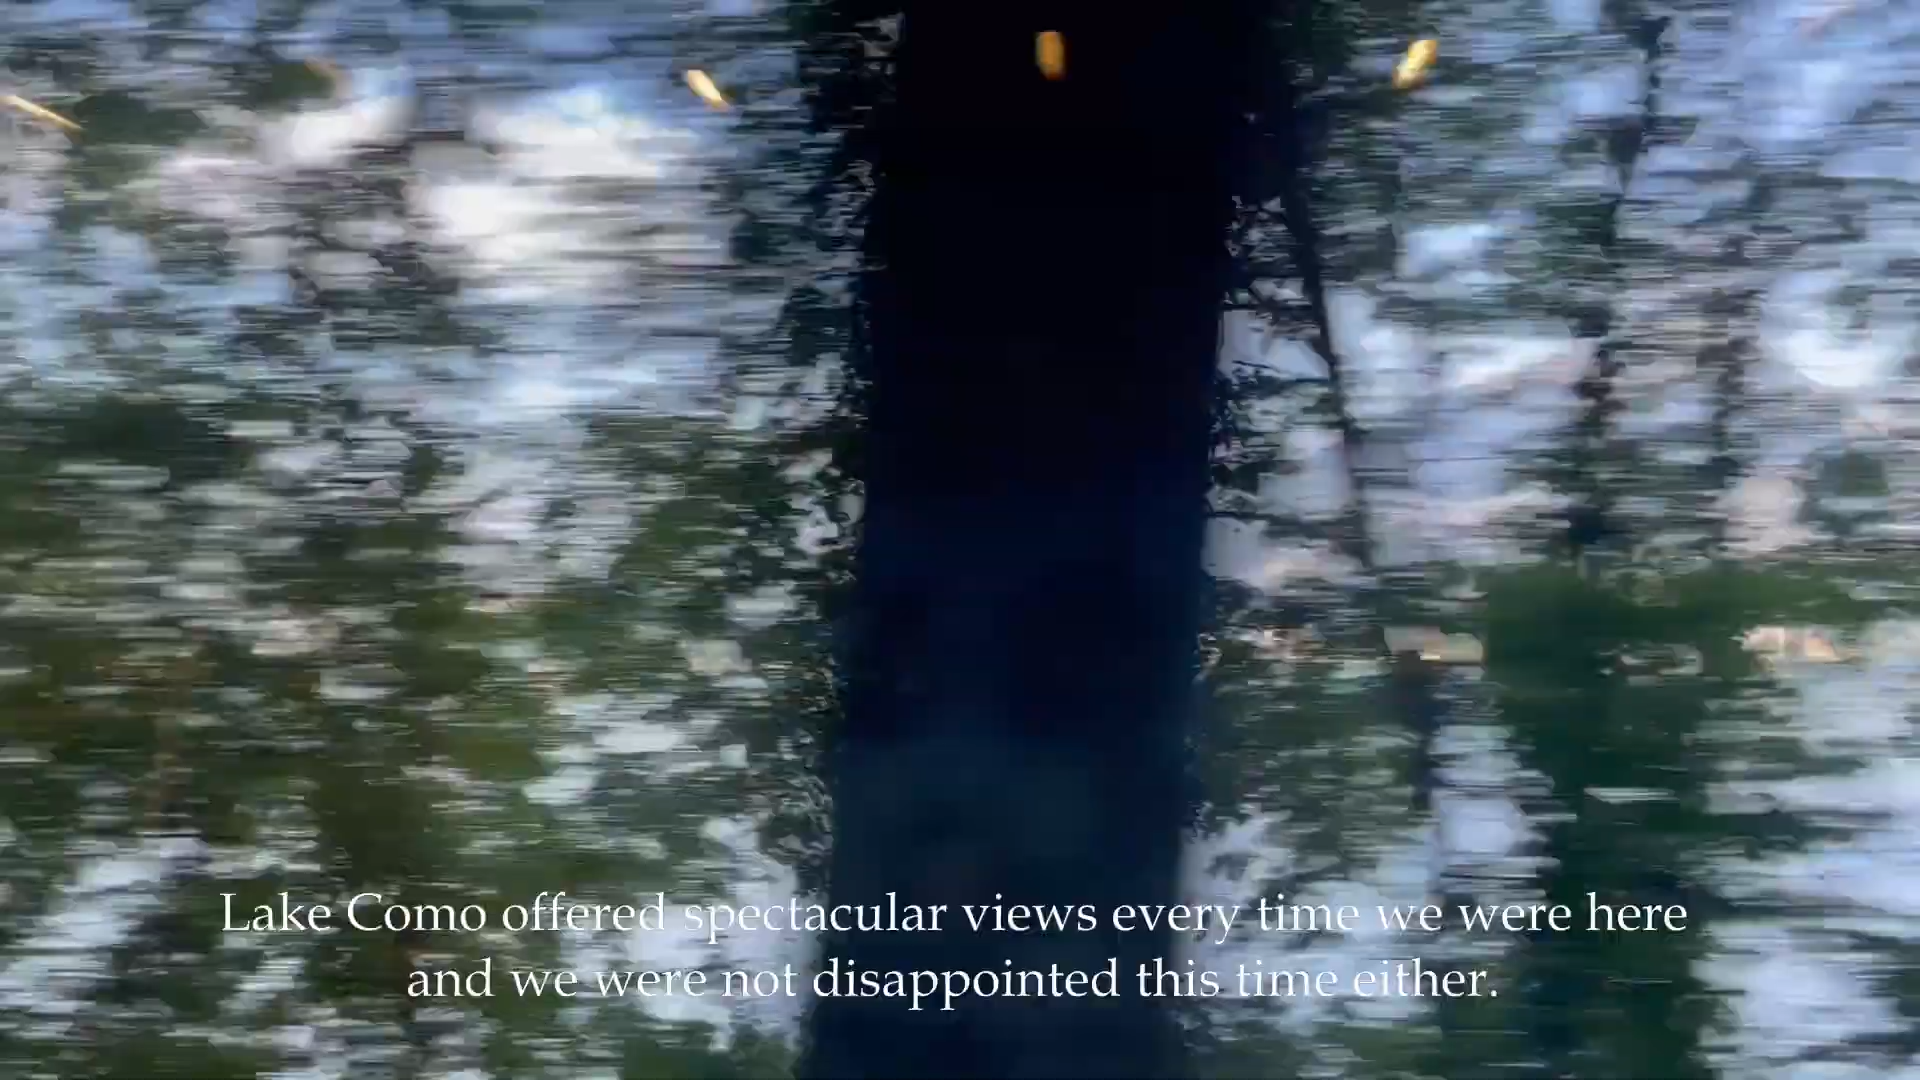 Lake Como offered spectacular views every time we were here
and we were not disappointed this time either.